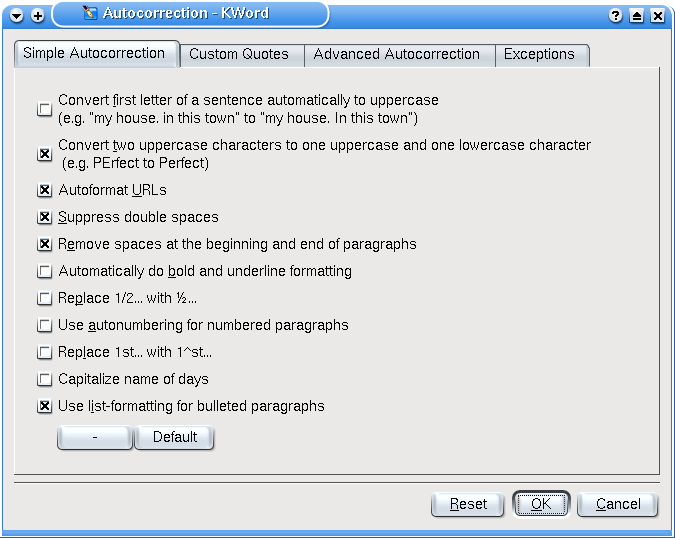 Autocorrection - KWord
Simple Autocorrection
Custom Quotes
Advanced Autocorrection
Exceptions
Convert first letter of a sentence automatically to uppercase
(e.g. "my house. in this town" to "my house. In this town")
Convert two uppercase characters to one uppercase and one lowercase character
(e.g. PErfect to Perfect)
Autoformat URLs
Suppress double spaces
Remove spaces at the beginning and end of paragraphs
Automatically do bold and underline formatting
Replace 1/2... with ½...
Use autonumbering for numbered paragraphs
Replace 1st... with 1^st...
Capitalize name of days
Use list-formatting for bulleted paragraphs
-
Default
Reset
OK
Cancel